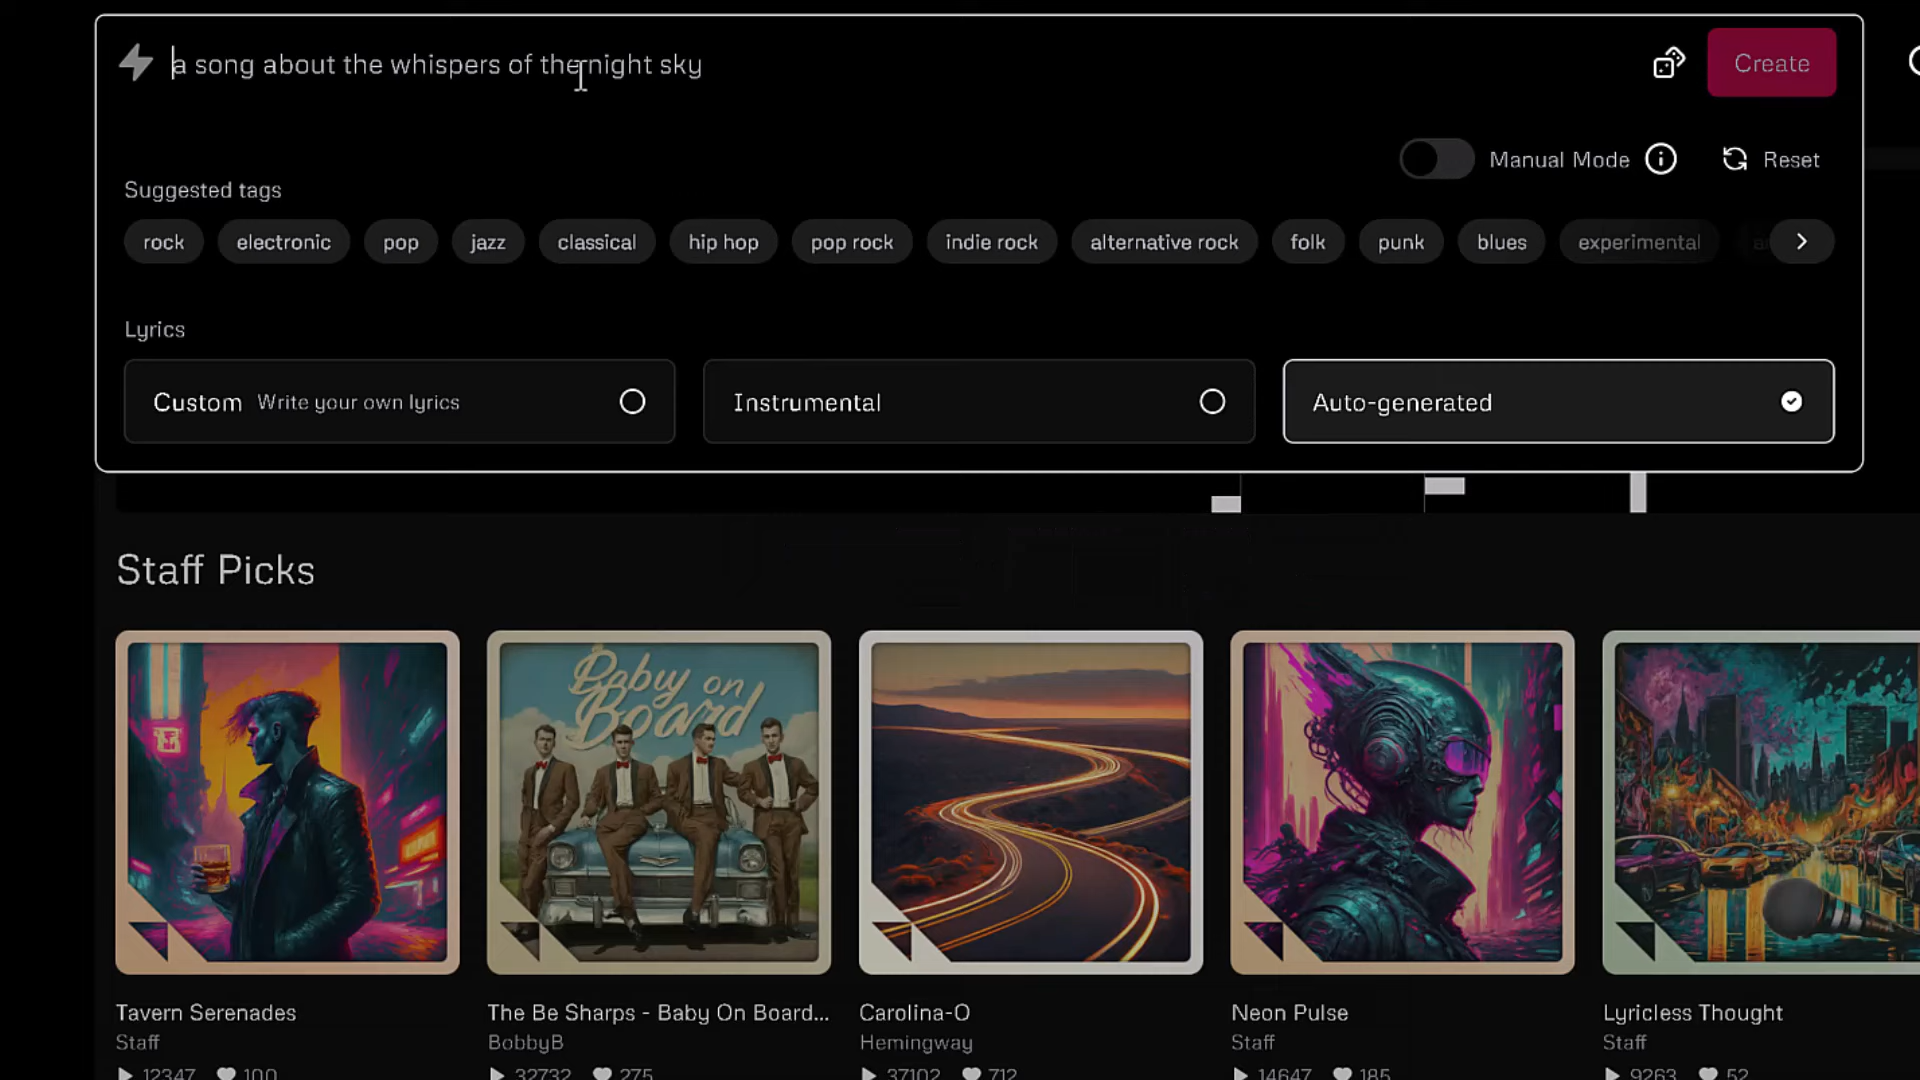 a song about the whispers of the night sky
Create
Manual Mode
Reset
Suggested tags
rock electronic pop jazz classical hip hop pop rock indie rock alternative rock folk punk blues experimental
Lyrics
Custom Write your own lyrics
Instrumental
Auto-generated
Staff Picks
Baby on
Board
Tavern Serenades
Staff
12347 100
The Be Sharps - Baby On Board...
BobbyB
32732 275
Carolina-O
Hemingway
37102 712
Neon Pulse
Staff
14647 185
Lyricless Thought
Staff
9263 52